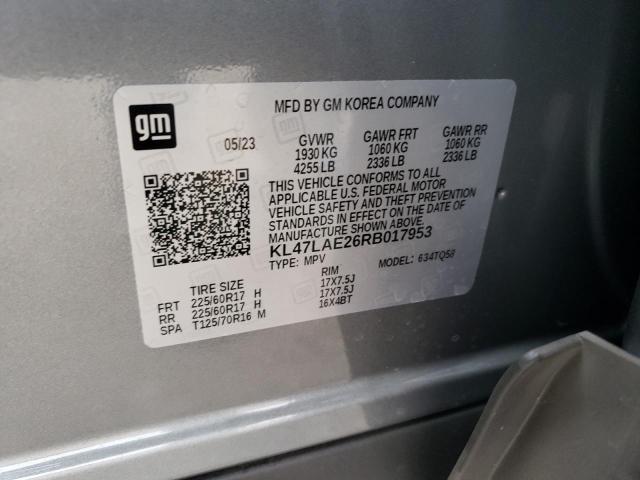 gm
MFD BY GM KOREA COMPANY
05/23
GVWR
1930 KG
4255 LB
GAWR FRT
1060 KG
2336 LB
GAWR RR
1060 KG
2336 LB
THIS VEHICLE CONFORMS TO ALL
APPLICABLE U.S. FEDERAL MOTOR
VEHICLE SAFETY AND THEFT PREVENTION
STANDARDS IN EFFECT ON THE DATE OF
MANUFACTURE SHOWN ABOVE.
KL47LAE26RB017953
TYPE: MPV
MODEL: 634TQ58
TIRE SIZE RIM
FRT 225/60R17 H 17X7.5J
RR 225/60R17 H 17X7.5J
SPA T125/70R16 M 16X4BT